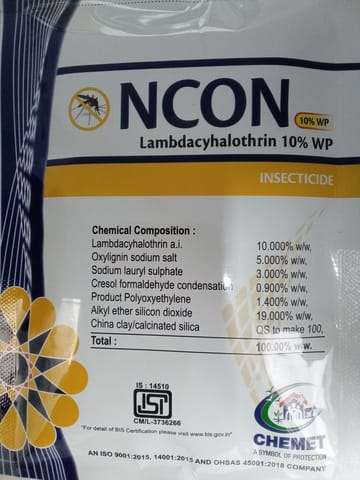 NCON 10% WP
Lambdacyhalothrin 10% WP
INSECTICIDE
Chemical Composition :
Lambdacyhalothrin a.i. 10.000% w/w,
Oxylignin sodium salt 5.000% w/w,
Sodium lauryl sulphate 3.000% w/w,
Cresol formaldehyde condensation 0.900% w/w,
Product Polyoxyethylene 1.400% w/w,
Alkyl ether silicon dioxide 19.000% w/w,
China clay/calcinated silica QS to make 100,
Total : 100.00% w/w.
IS : 14510
ISI
CM/L-3736266
"For detail of BIS Certification please visit www.bis.gov.in"
CHEMET
A SYMBOL OF PROTECTION
AN ISO 9001:2015, 14001:2015 AND OHSAS 45001:2018 COMPANY